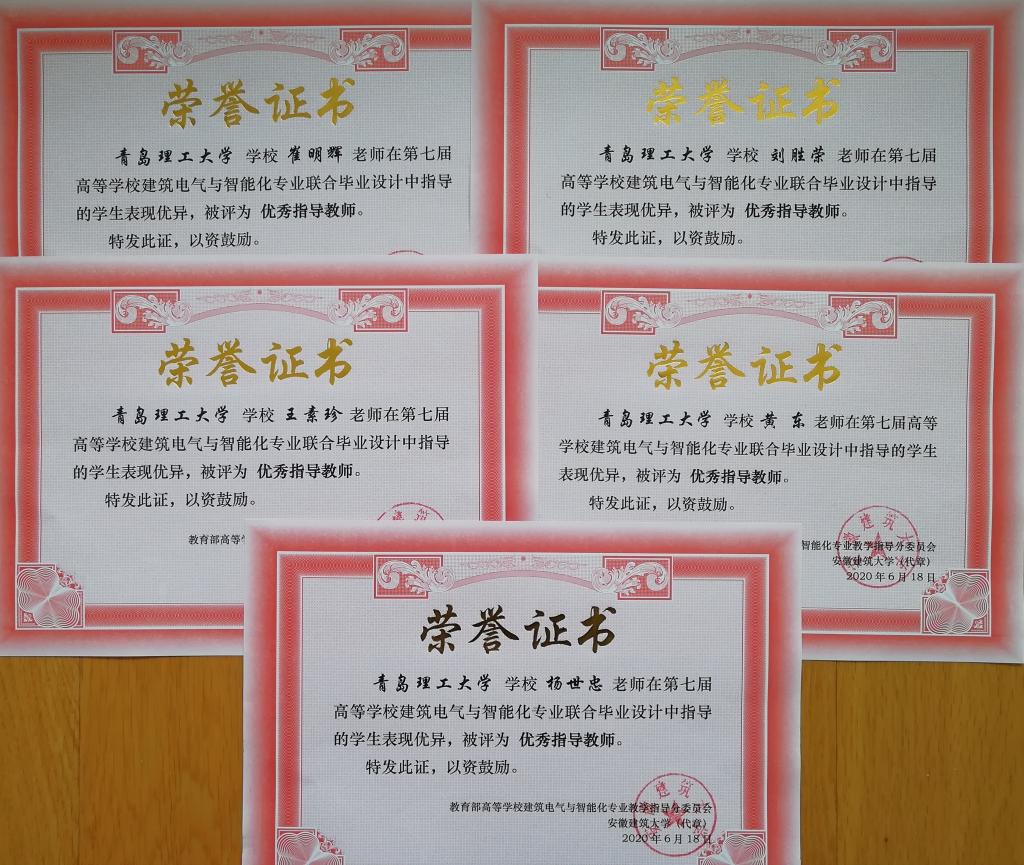 荣誉证书
青岛理工大学 学校 崔明辉 老师在第七届
高等学校建筑电气与智能化专业联合毕业设计中指导
的学生表现优异，被评为 优秀指导教师。
特发此证，以资鼓励。
荣誉证书
青岛理工大学 学校 刘胜荣 老师在第七届
高等学校建筑电气与智能化专业联合毕业设计中指导
的学生表现优异，被评为 优秀指导教师。
特发此证，以资鼓励。
荣誉证书
青岛理工大学 学校 王素珍 老师在第七届
高等学校建筑电气与智能化专业联合毕业设计中指导
的学生表现优异，被评为 优秀指导教师。
特发此证，以资鼓励。
教育部高等学
荣誉证书
青岛理工大学 学校 黄 东 老师在第七届高等
学校建筑电气与智能化专业联合毕业设计中指导的学生
表现优异，被评为 优秀指导教师。
特发此证，以资鼓励。
智能化专业教学指导分委员会
安徽建筑大学（代章）
2020年6月18日
荣誉证书
青岛理工大学 学校 杨世忠 老师在第七届
高等学校建筑电气与智能化专业联合毕业设计中指导
的学生表现优异，被评为 优秀指导教师。
特发此证，以资鼓励。
教育部高等学校建筑电气与智能化专业教学指导分委员会
安徽建筑大学（代章）
2020年6月18日